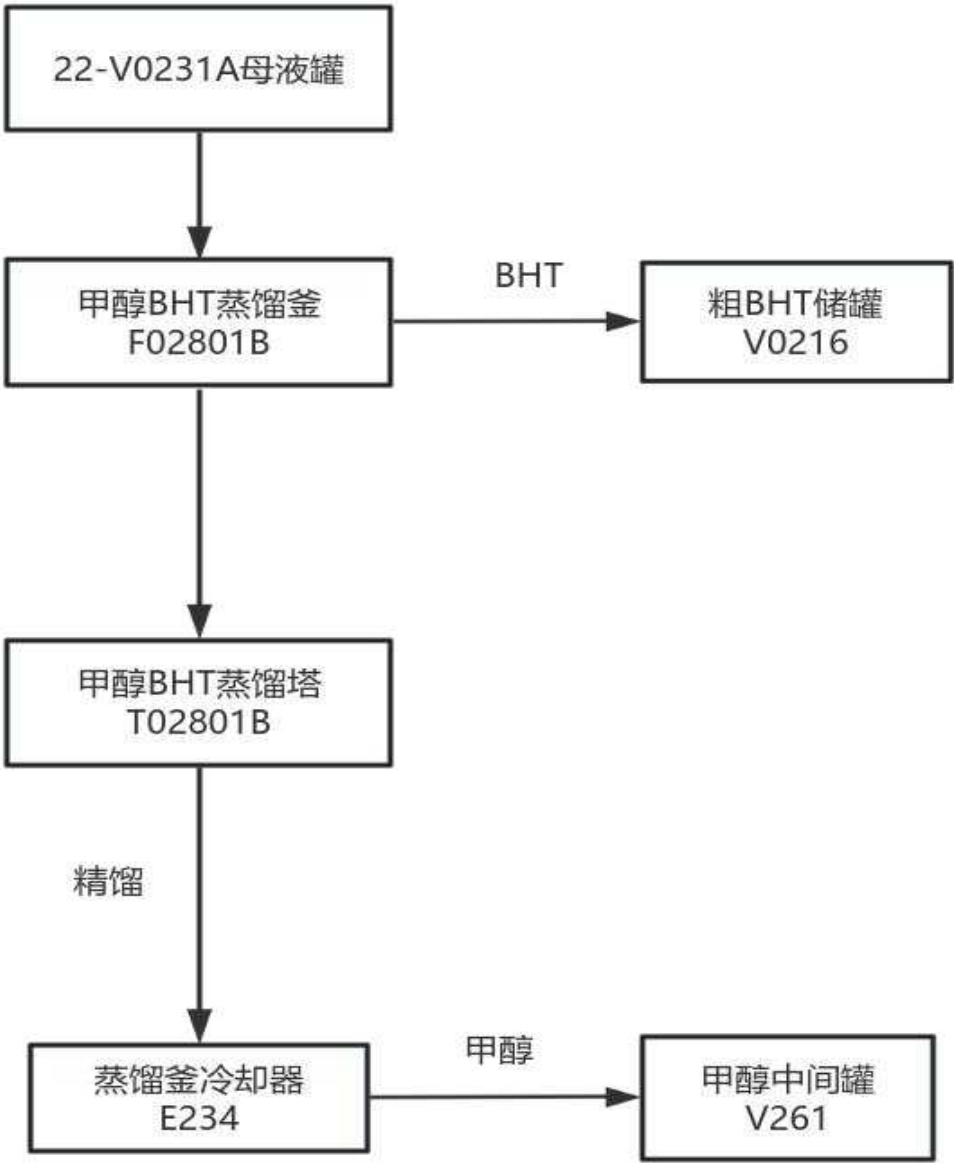 22-V0231A母液罐
甲醇BHT蒸馏釜
F02801B
BHT
粗BHT储罐
V0216
甲醇BHT蒸馏塔
T02801B
精馏
蒸馏釜冷却器
E234
甲醇
甲醇中间罐
V261